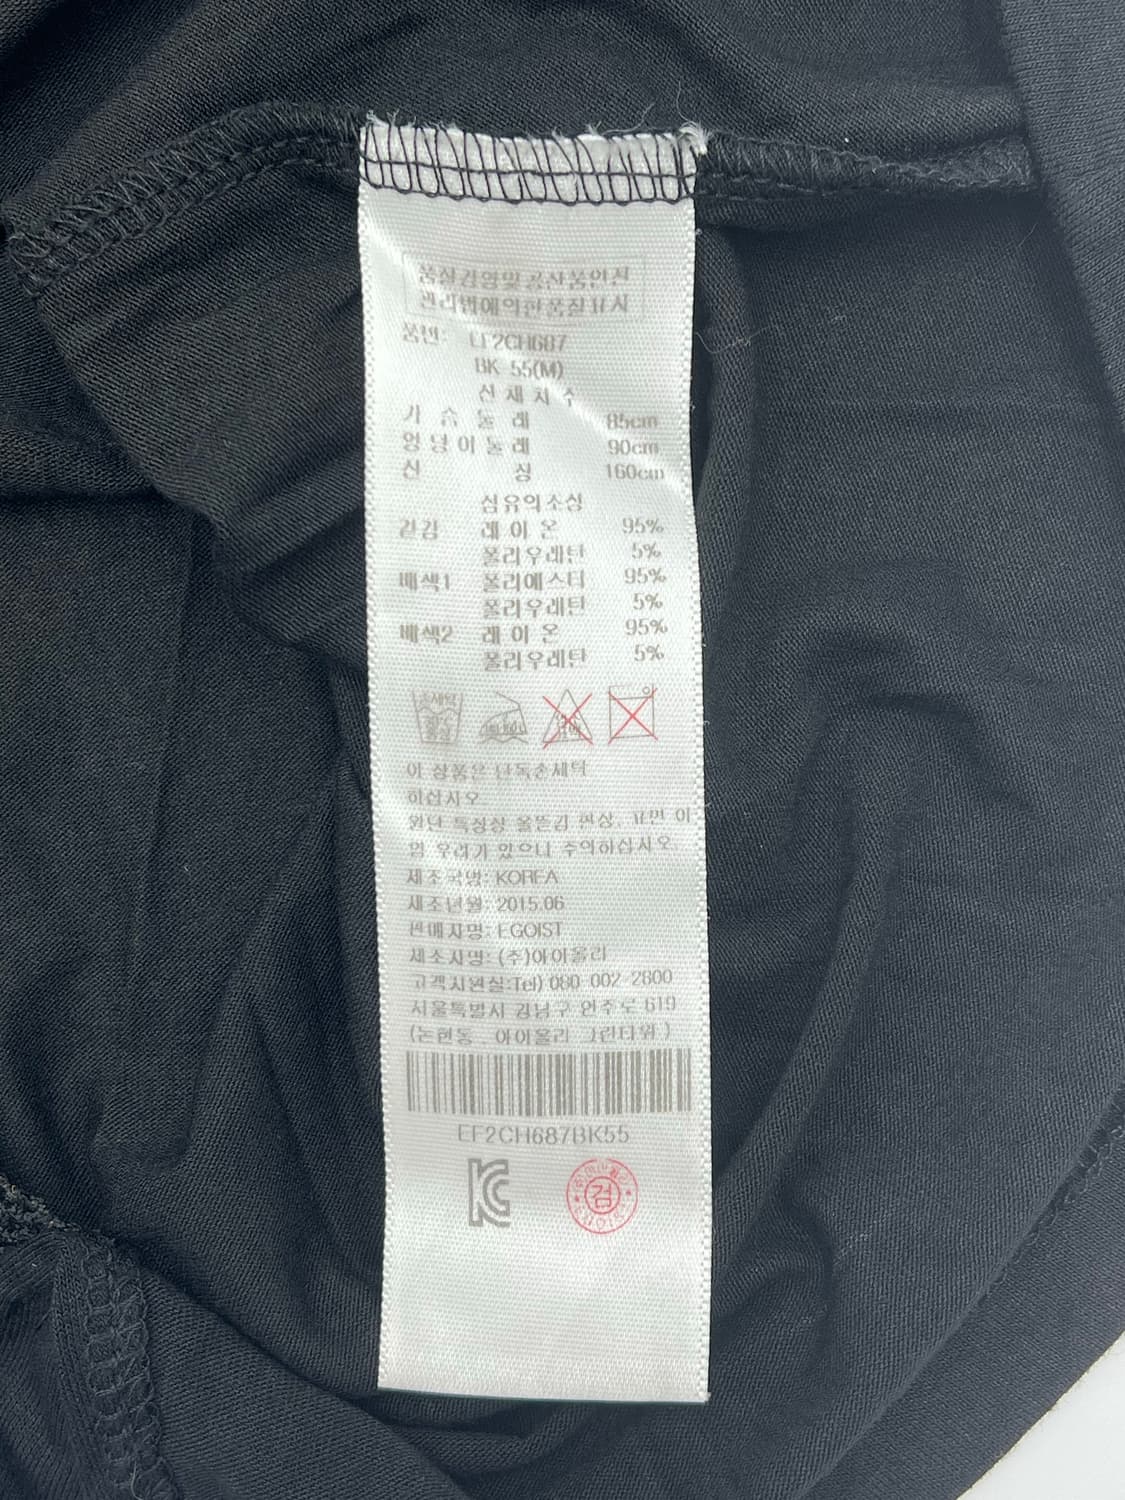 품질경영및공산품안전
관리법에의한품질표시
품번: EF2CH687
BK 55(M)
신체치수
가슴둘레 85cm
엉덩이둘레 90cm
신장 160cm
섬유의조성
겉감 레이온 95%
폴리우레탄 5%
배색1 폴리에스터 95%
폴리우레탄 5%
배색2 레이온 95%
폴리우레탄 5%
손세탁
중성
이 상품은 단독손세탁
하십시오
원단 특성상 올뜯김 현상, 표면 이
염 우려가 있으니 주의하십시오.
제조국명: KOREA
제조년월: 2015.06
판매자명: EGOIST
제조자명: (주)아이올리
고객지원실:Tel) 080 002-2800
서울특별시 강남구 언주로 619
(논현동 아이올리 그린타워)
EF2CH687BK55
검